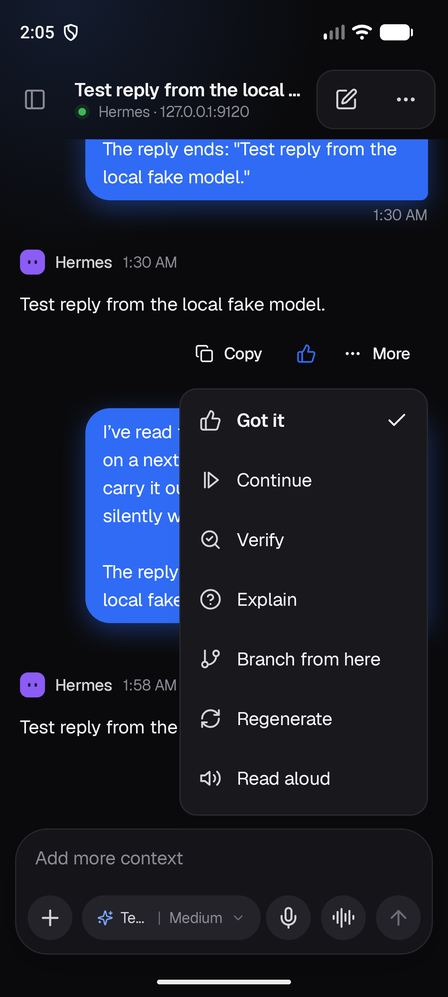 2:05
Test reply from the local ...
Hermes · 127.0.0.1:9120
The reply ends: "Test reply from the
local fake model."
1:30 AM
Hermes 1:30 AM
Test reply from the local fake model.
Copy
More
I've read
on a next
carry it
silently
The reply
local fake
Got it
Continue
Verify
Explain
Branch from here
Regenerate
Read aloud
Hermes 1:58 AM
Test reply from the
Add more context
Te... | Medium